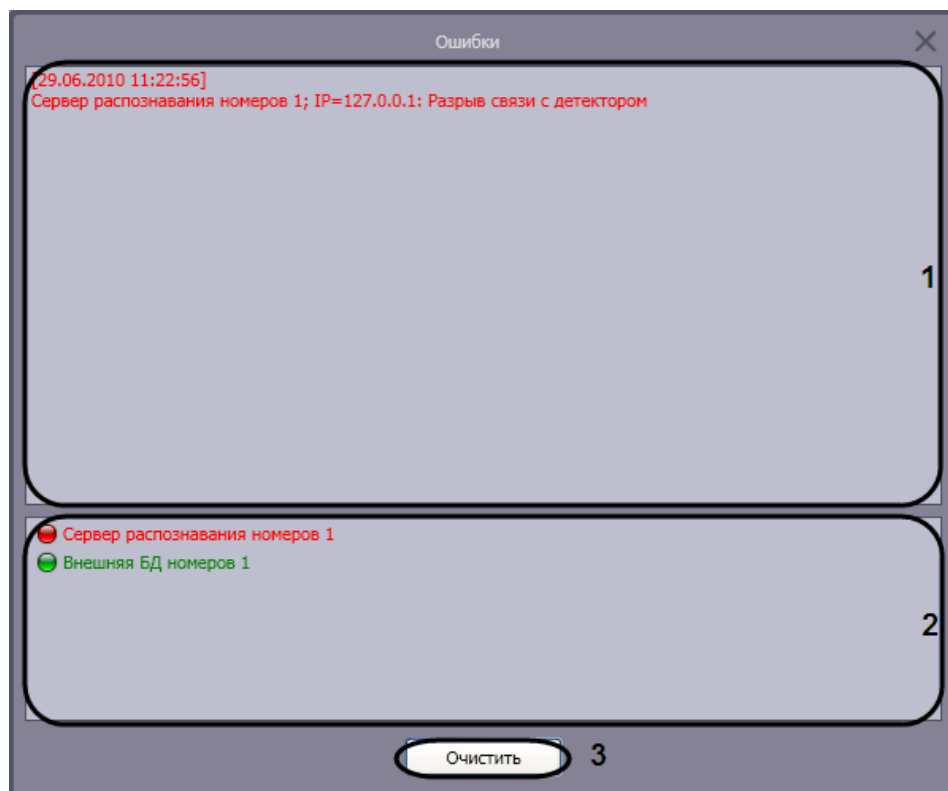 Ошибки
[29.06.2010 11:22:56]
Сервер распознавания номеров 1; IP=127.0.0.1: Разрыв связи с детектором
1
Сервер распознавания номеров 1
Внешняя БД номеров 1
2
Очистить
3